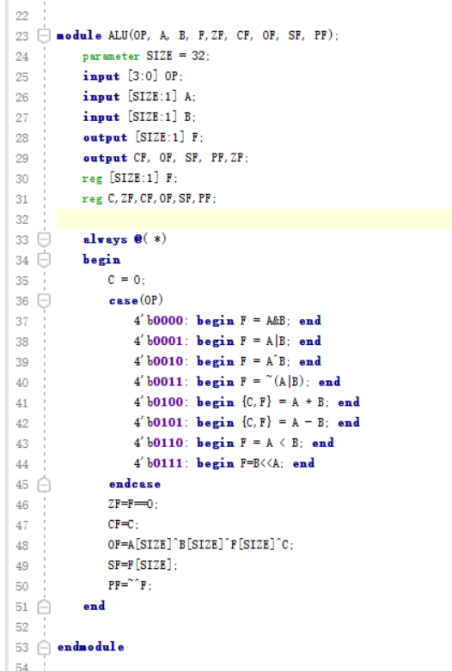 22
23 module ALU(OP, A, B, F,ZF, CF, OF, SF, PF);
24 parameter SIZE = 32;
25 input [3:0] OP;
26 input [SIZE:1] A;
27 input [SIZE:1] B;
28 output [SIZE:1] F;
29 output CF, OF, SF, PF,ZF;
30 reg [SIZE:1] F;
31 reg C,ZF,CF,OF,SF,PF;
32
33 always @( *)
34 begin
35 C = 0;
36 case(OP)
37 4'b0000: begin F = A&B; end
38 4'b0001: begin F = A|B; end
39 4'b0010: begin F = A^B; end
40 4'b0011: begin F = ~(A|B); end
41 4'b0100: begin {C,F} = A + B; end
42 4'b0101: begin {C,F} = A - B; end
43 4'b0110: begin F = A < B; end
44 4'b0111: begin F=B<<A; end
45 endcase
46 ZF=F==0;
47 CF=C;
48 OF=A[SIZE]^B[SIZE]^F[SIZE]^C;
49 SF=F[SIZE];
50 PF=~^F;
51 end
52
53 endmodule
54